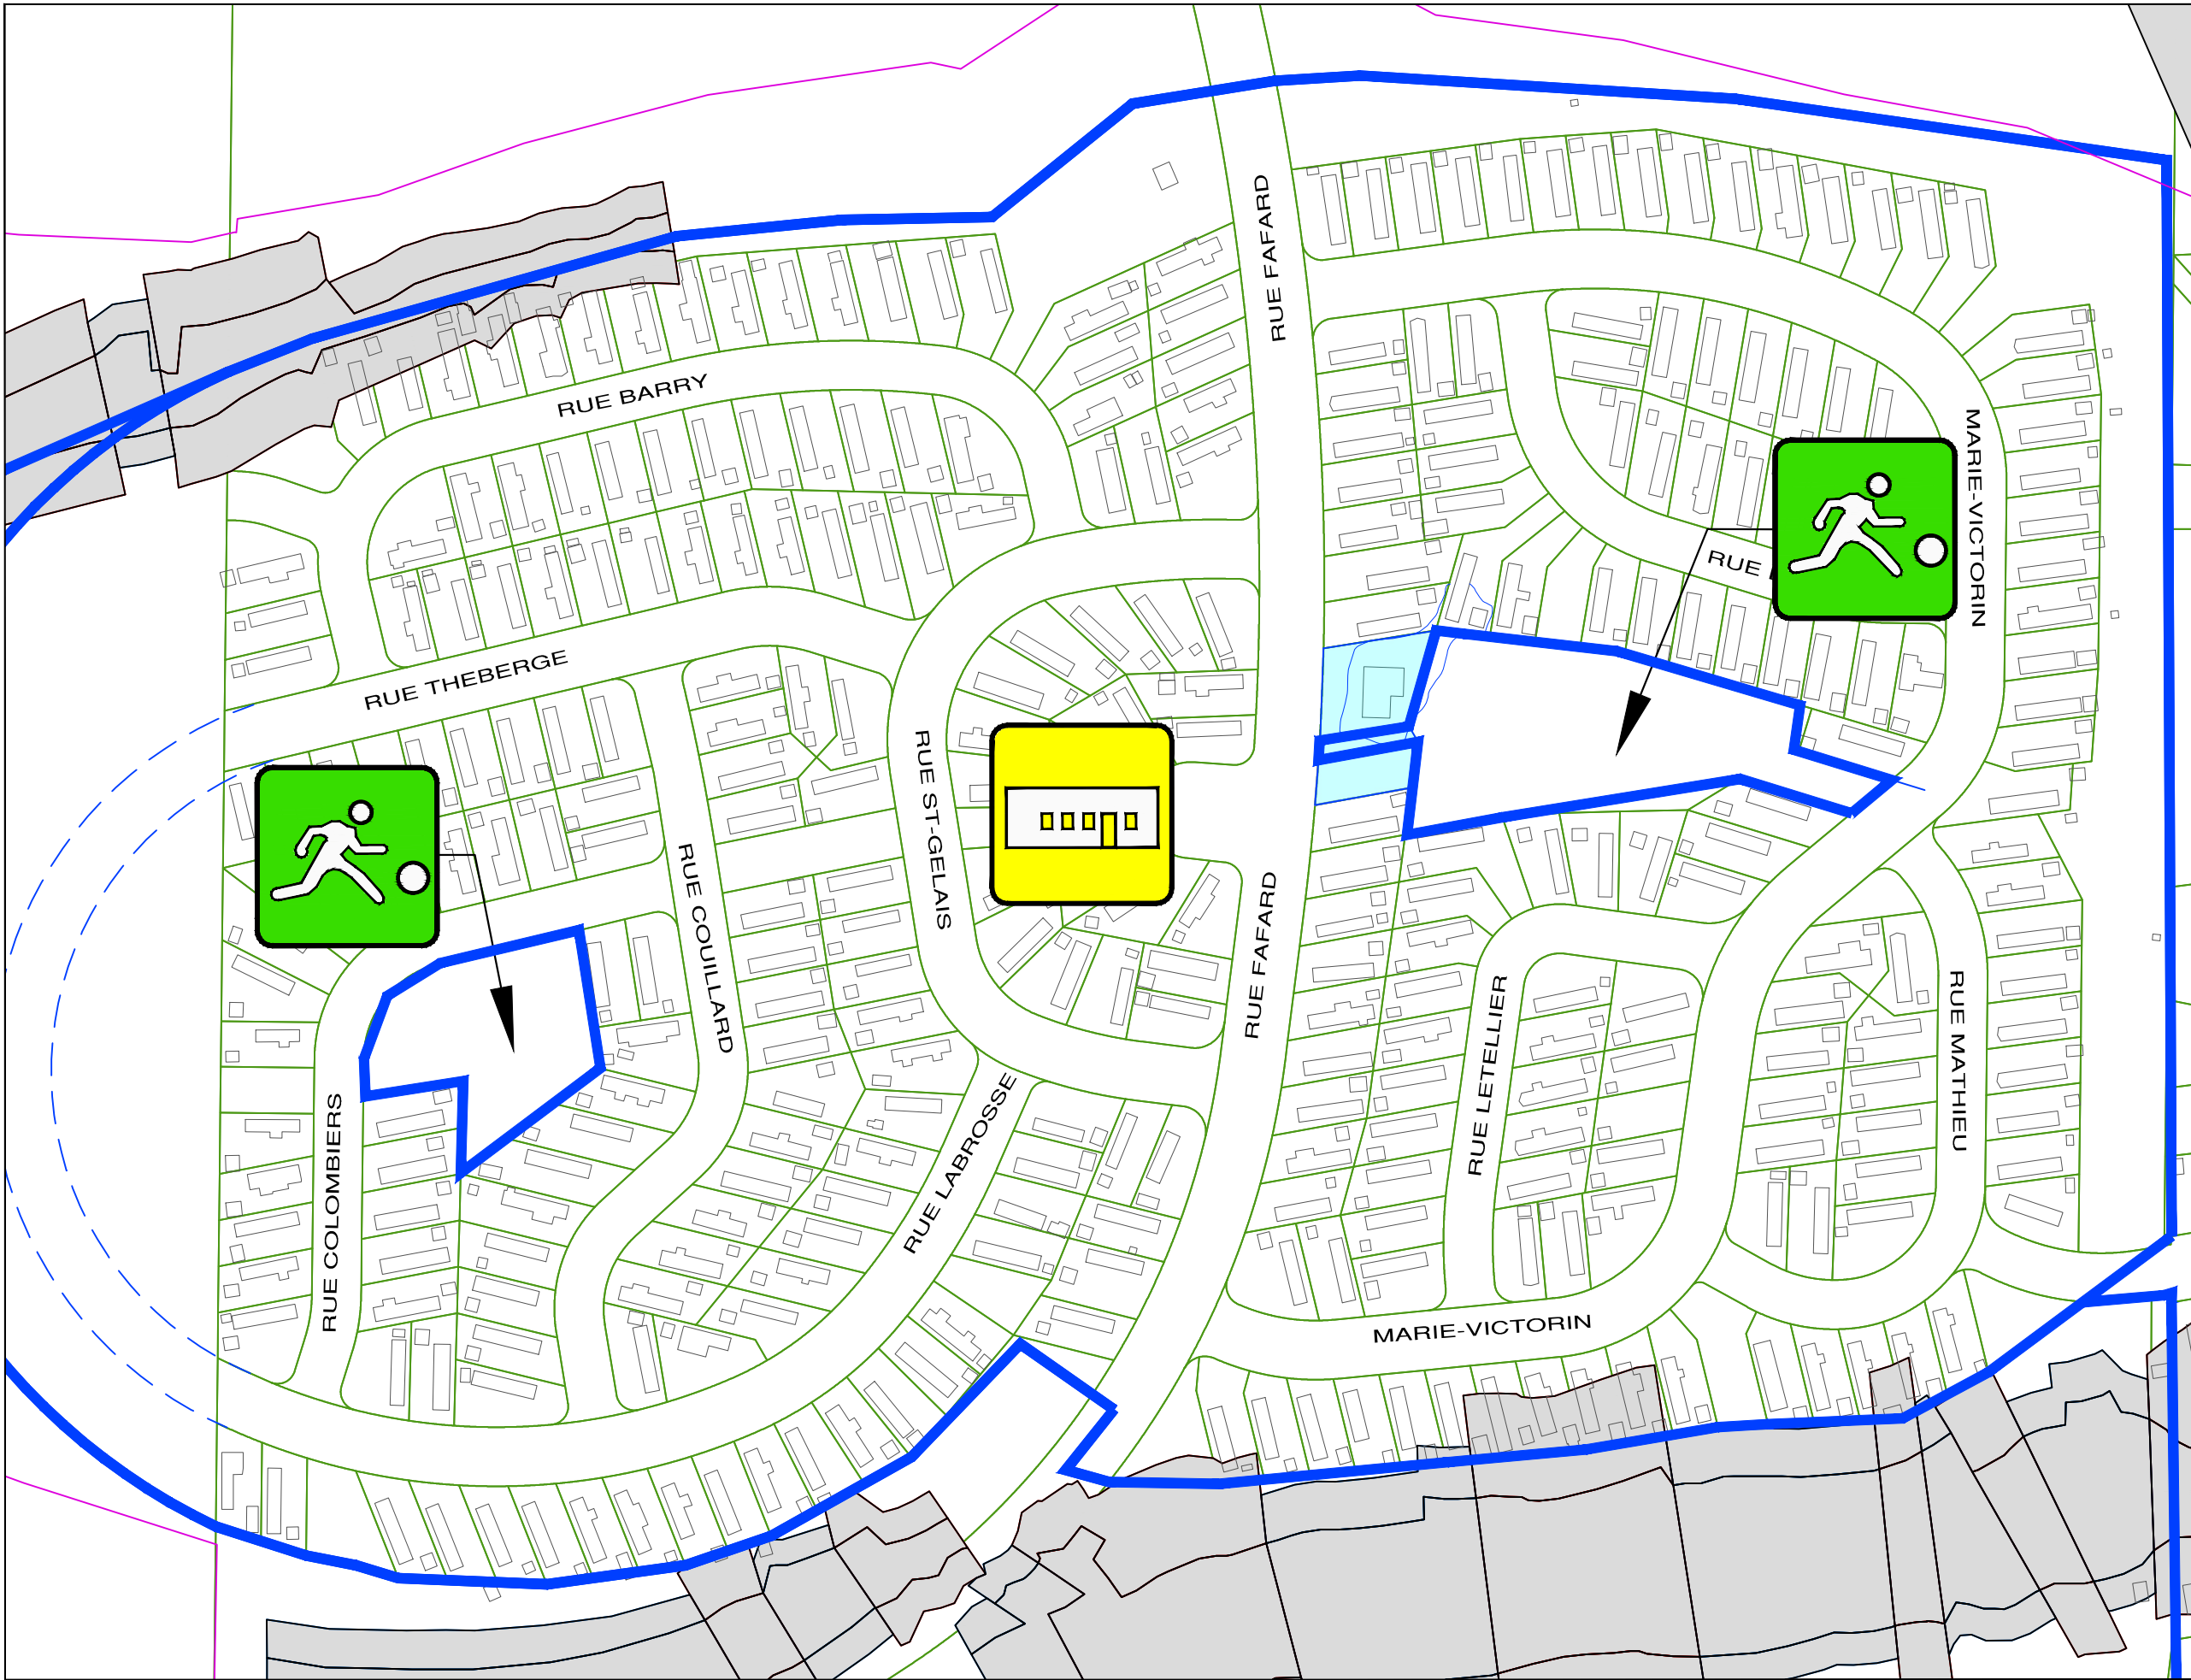 RUE FAFARD
RUE BARRY
MARIE-VICTORIN
RUE
RUE THEBERGE
RUE ST-GELAIS
RUE COUILLARD
RUE FAFARD
RUE LETELLIER
RUE MATHIEU
RUE LABROSSE
RUE COLOMBIERS
MARIE-VICTORIN